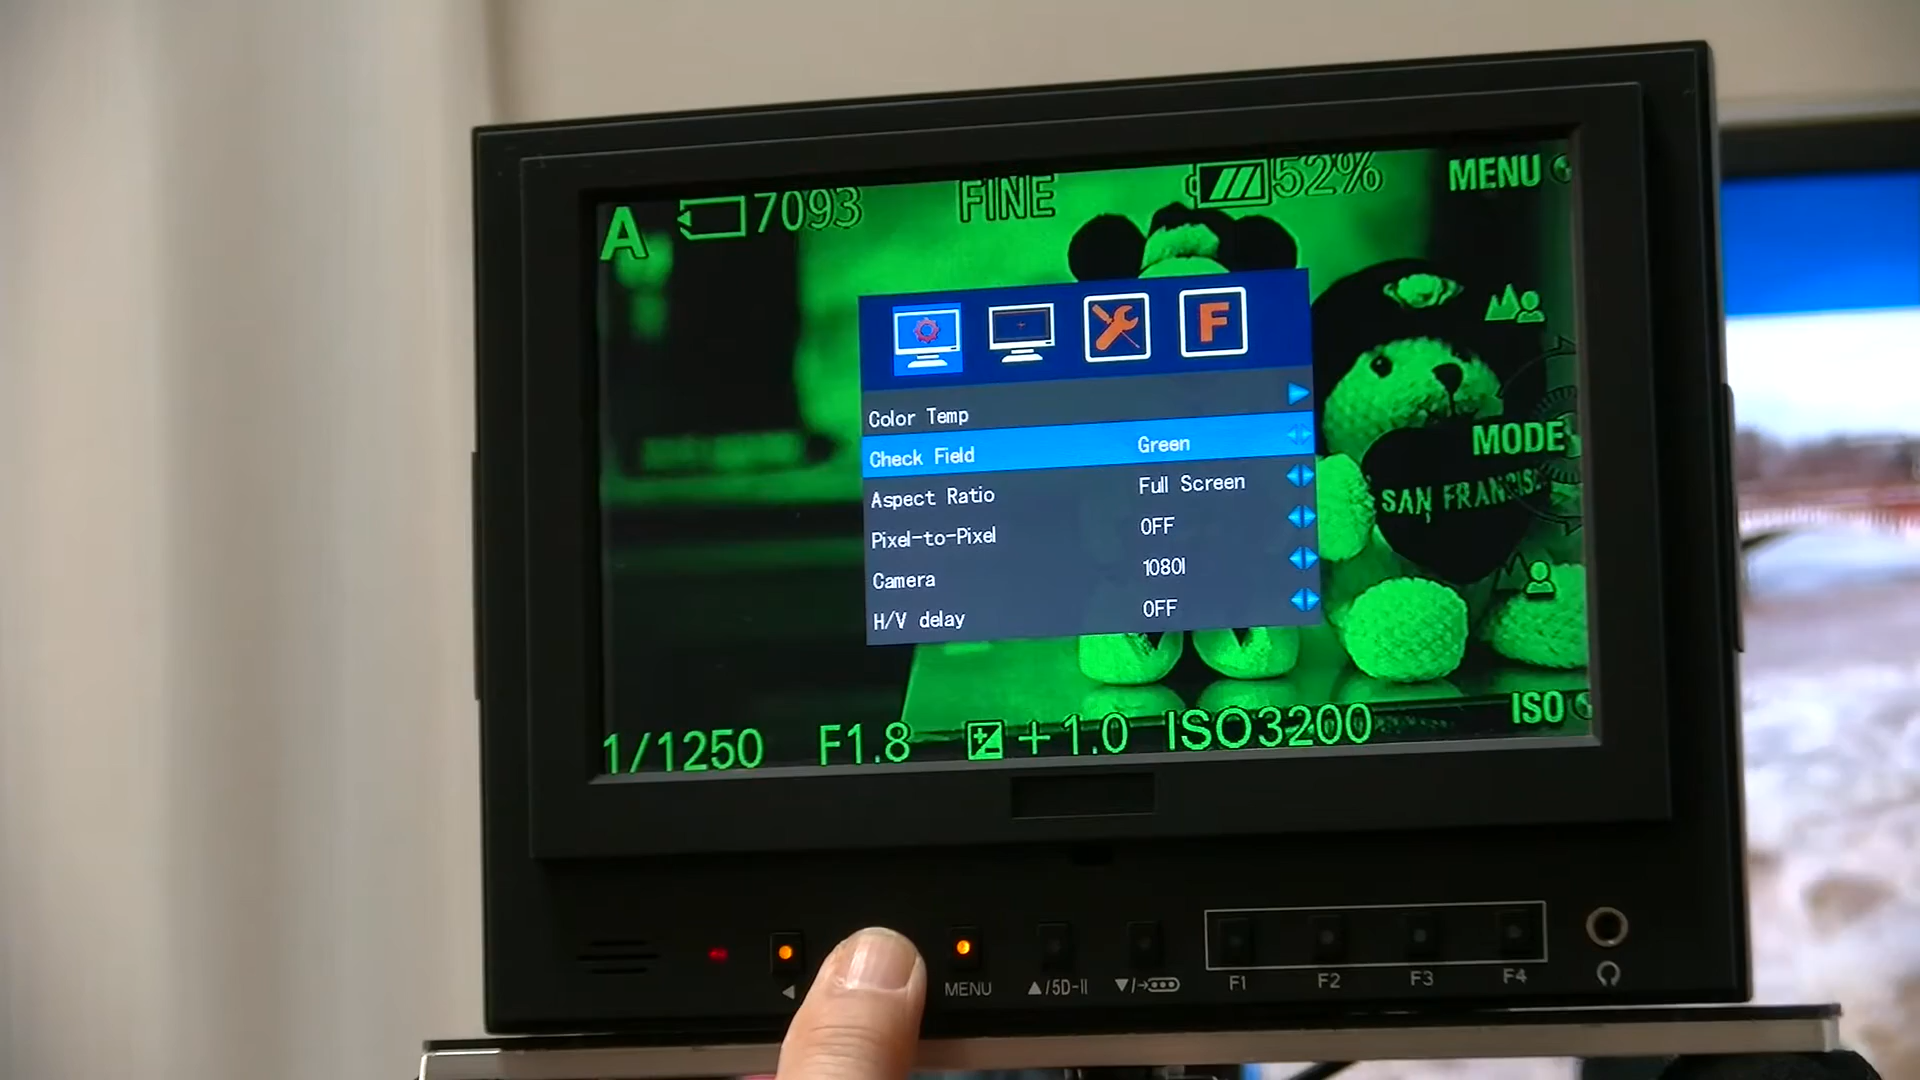 A 7093 FINE 52% MENU
F
Color Temp
Check Field Green
Aspect Ratio Full Screen
Pixel-to-Pixel OFF
Camera 1080I
H/V delay OFF
MODE
SAN FRANCISC
ISO
1/1250 F1.8 +1.0 ISO3200
◀ MENU ▲/5D-II ▼/ F1 F2 F3 F4